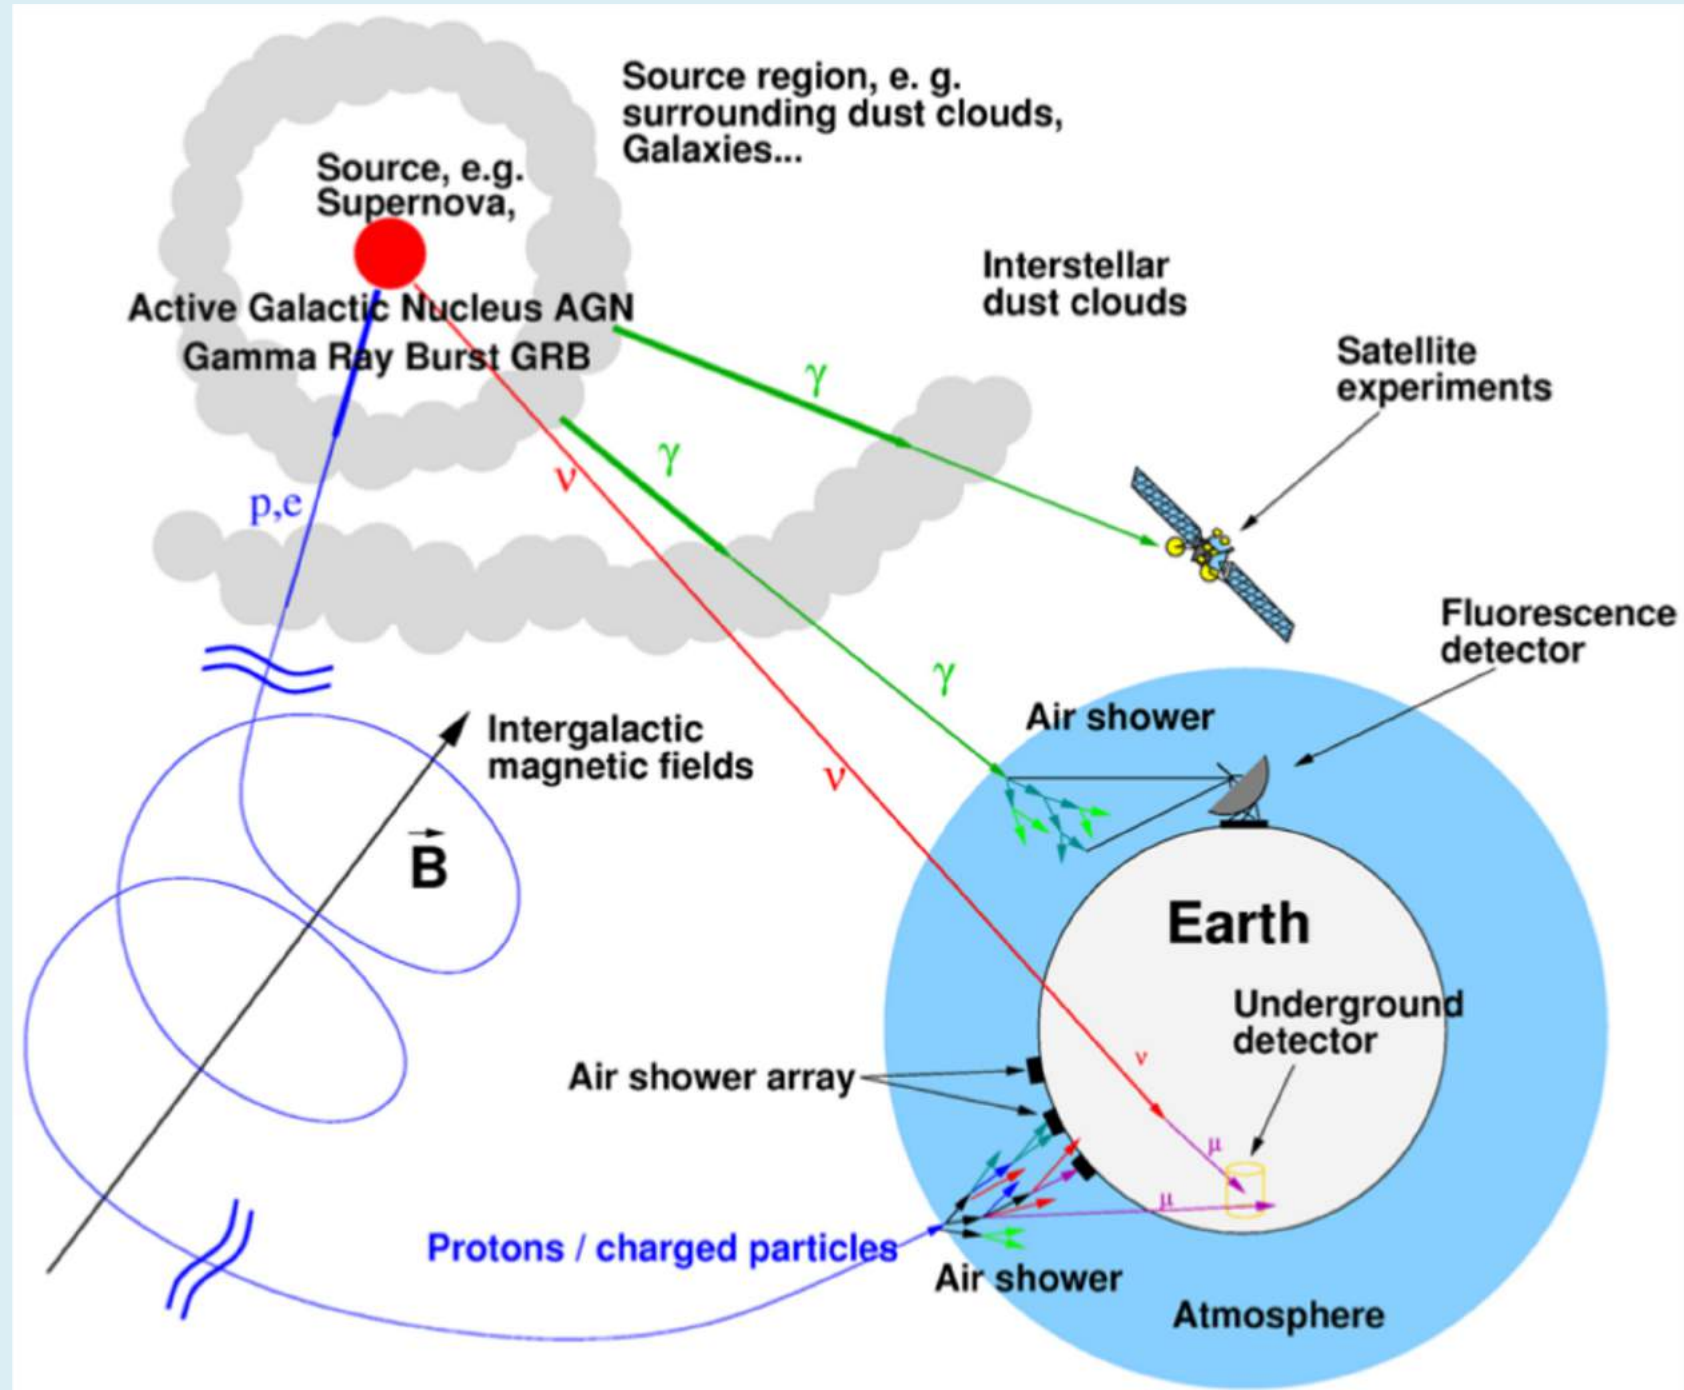 Source region, e. g.
surrounding dust clouds,
Galaxies...
Source, e.g.
Supernova,
Active Galactic Nucleus AGN
Gamma Ray Burst GRB
Interstellar
dust clouds
Satellite
experiments
γ
γ
ν
p,e
Fluorescence
detector
γ
Air shower
Intergalactic
magnetic fields
ν
B
Earth
Underground
detector
Air shower array
ν
μ
μ
Protons / charged particles
Air shower
Atmosphere